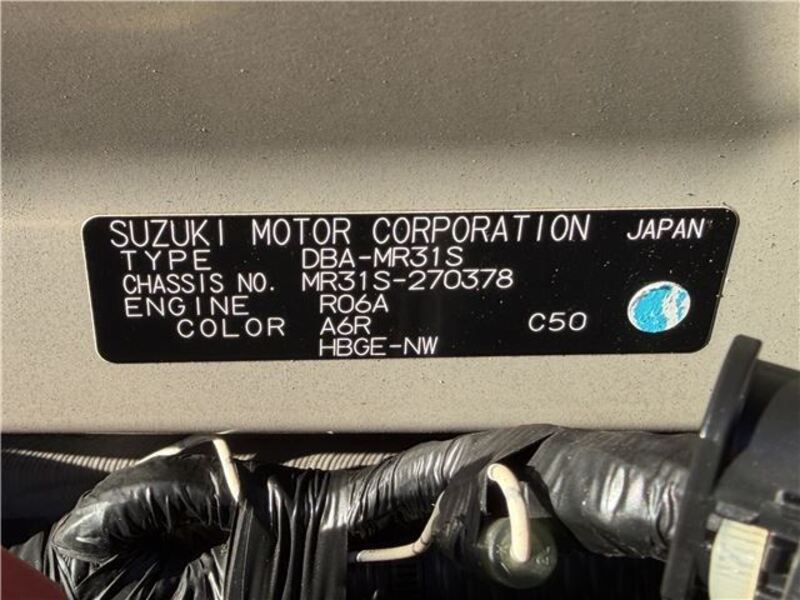 SUZUKI MOTOR CORPORATION JAPAN
TYPE DBA-MR31S
CHASSIS NO. MR31S-270378
ENGINE R06A
COLOR A6R C50
HBGE-NW